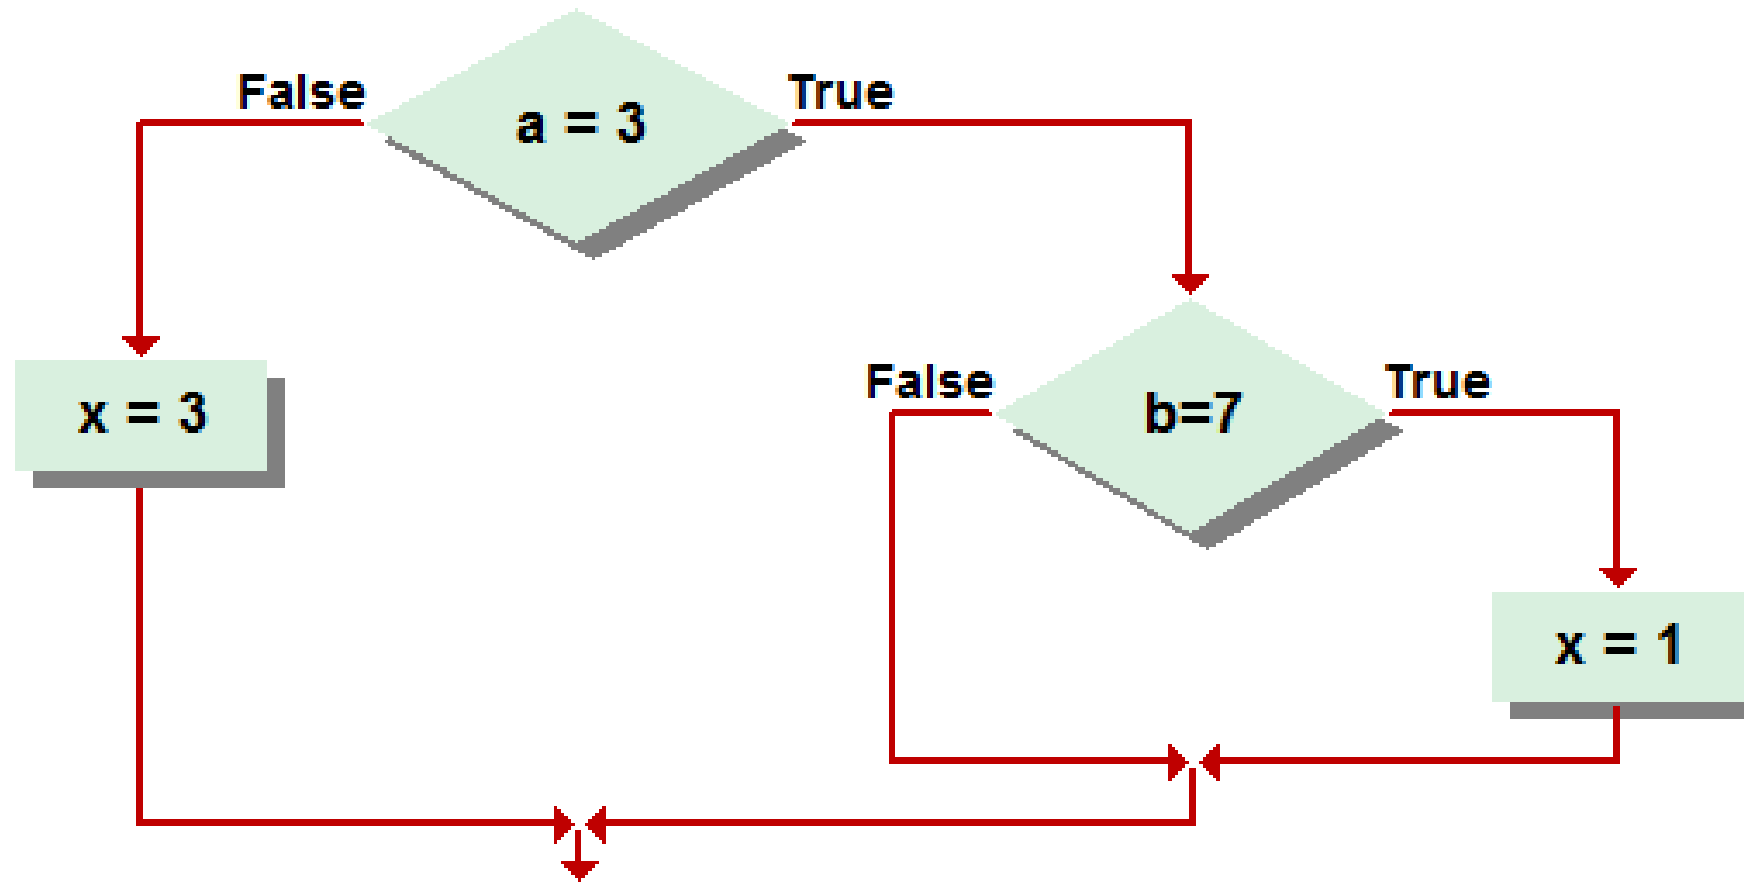 False
a = 3
True
x = 3
False
b=7
True
x = 1